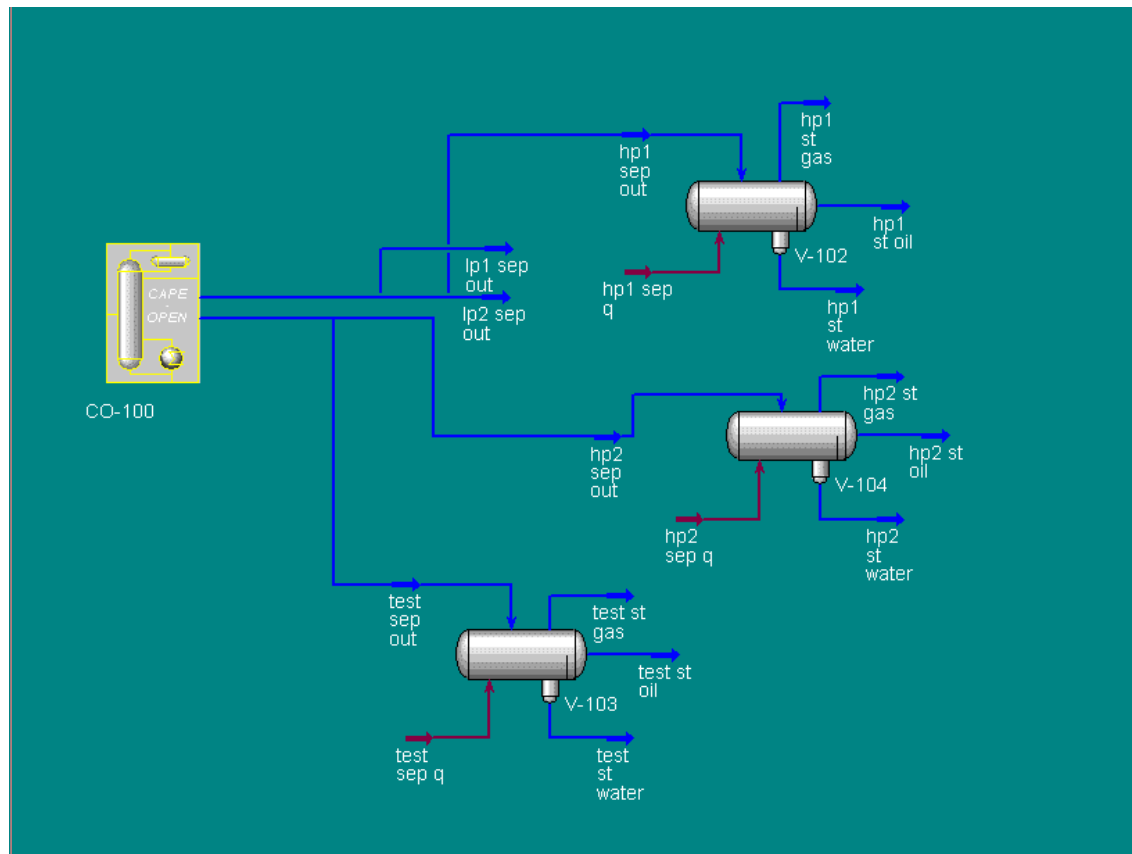 hp1
st
gas
hp1
sep
out
hp1
st oil
V-102
lp1 sep
out
hp1 sep
q
lp2 sep
out
hp1
st
water
CAPE
-
OPEN
CO-100
hp2 st
gas
hp2
sep
out
hp2 st
oil
V-104
hp2
sep q
hp2
st
water
test
sep
out
test st
gas
test st
oil
V-103
test
sep q
test
st
water